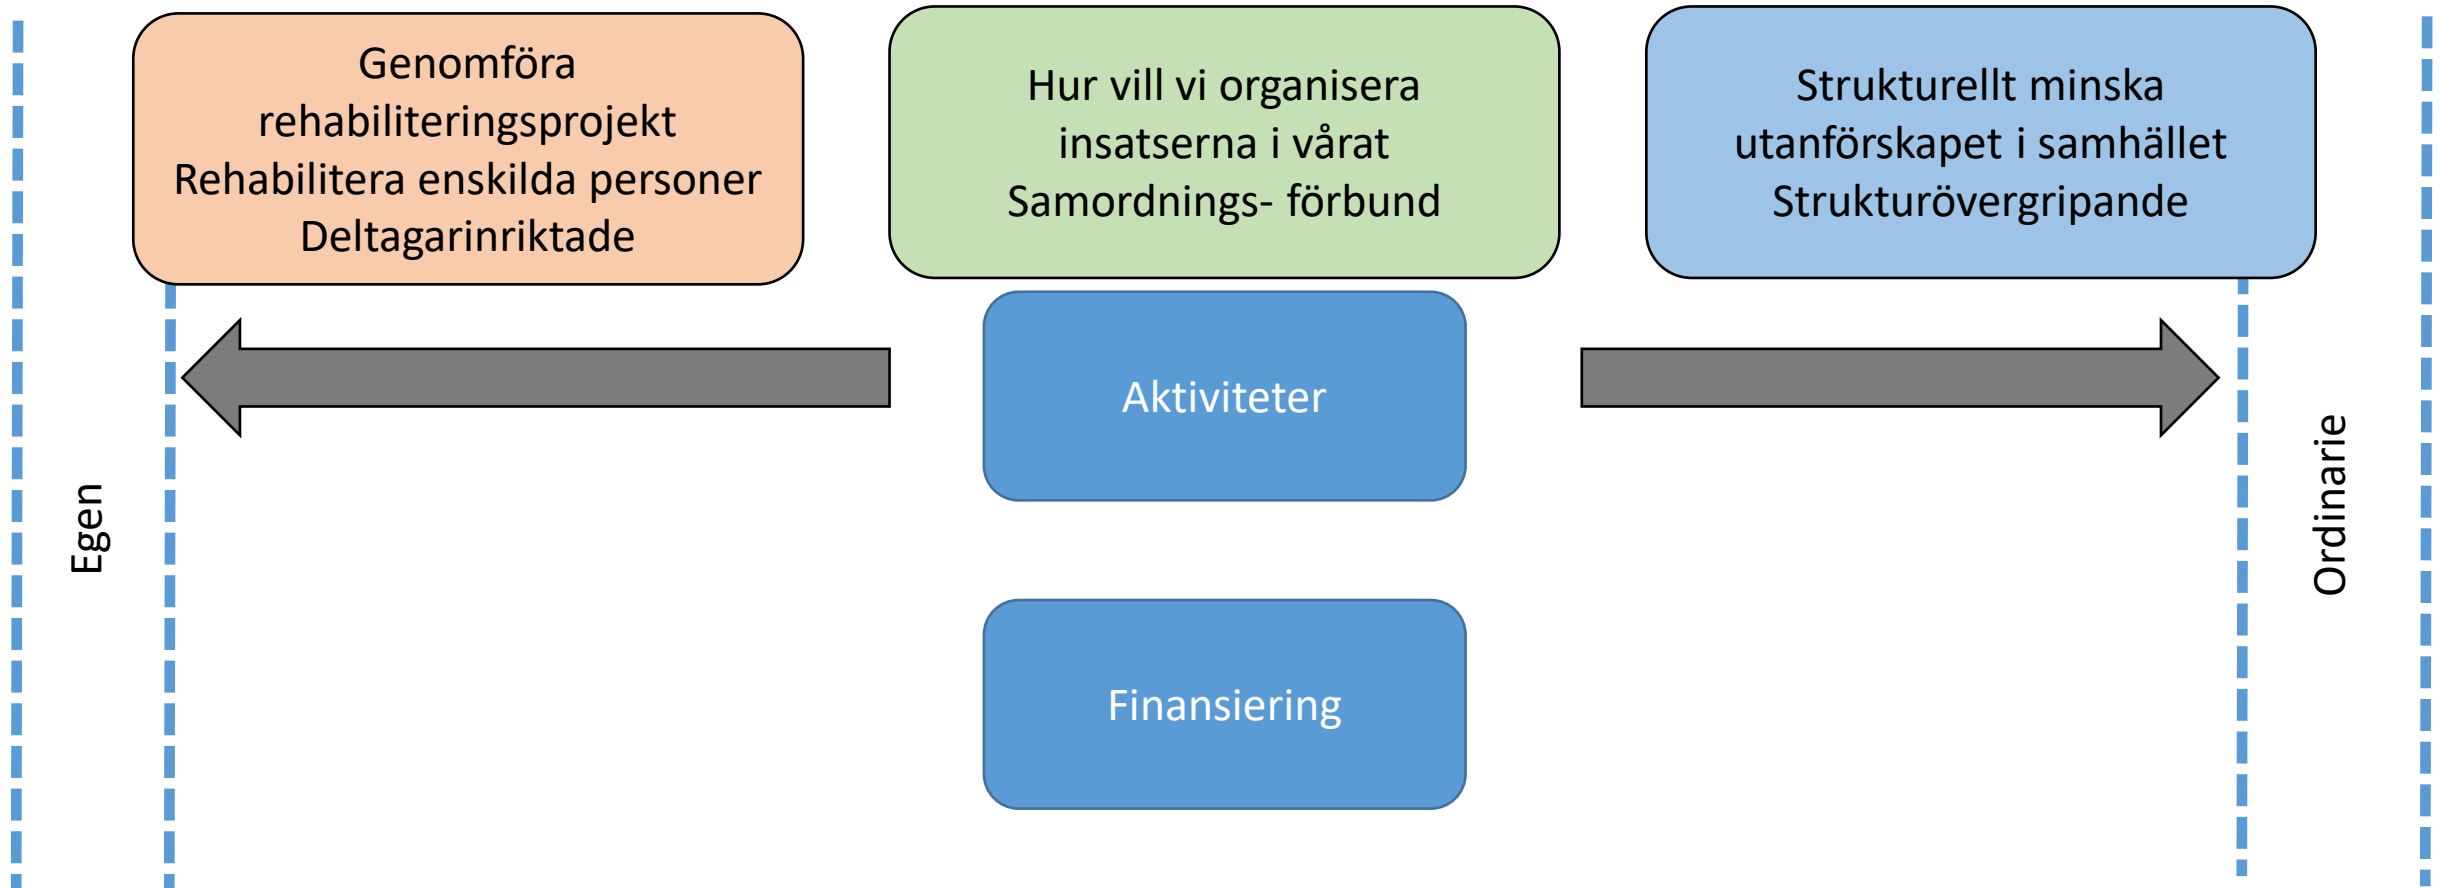 Genomföra
rehabiliteringsprojekt
Rehabilitera enskilda personer
Deltagarinriktade
Hur vill vi organisera
insatserna i vårat
Samordnings- förbund
Strukturellt minska
utanförskapet i samhället
Strukturövergripande
Aktiviteter
Egen
Ordinarie
Finansiering